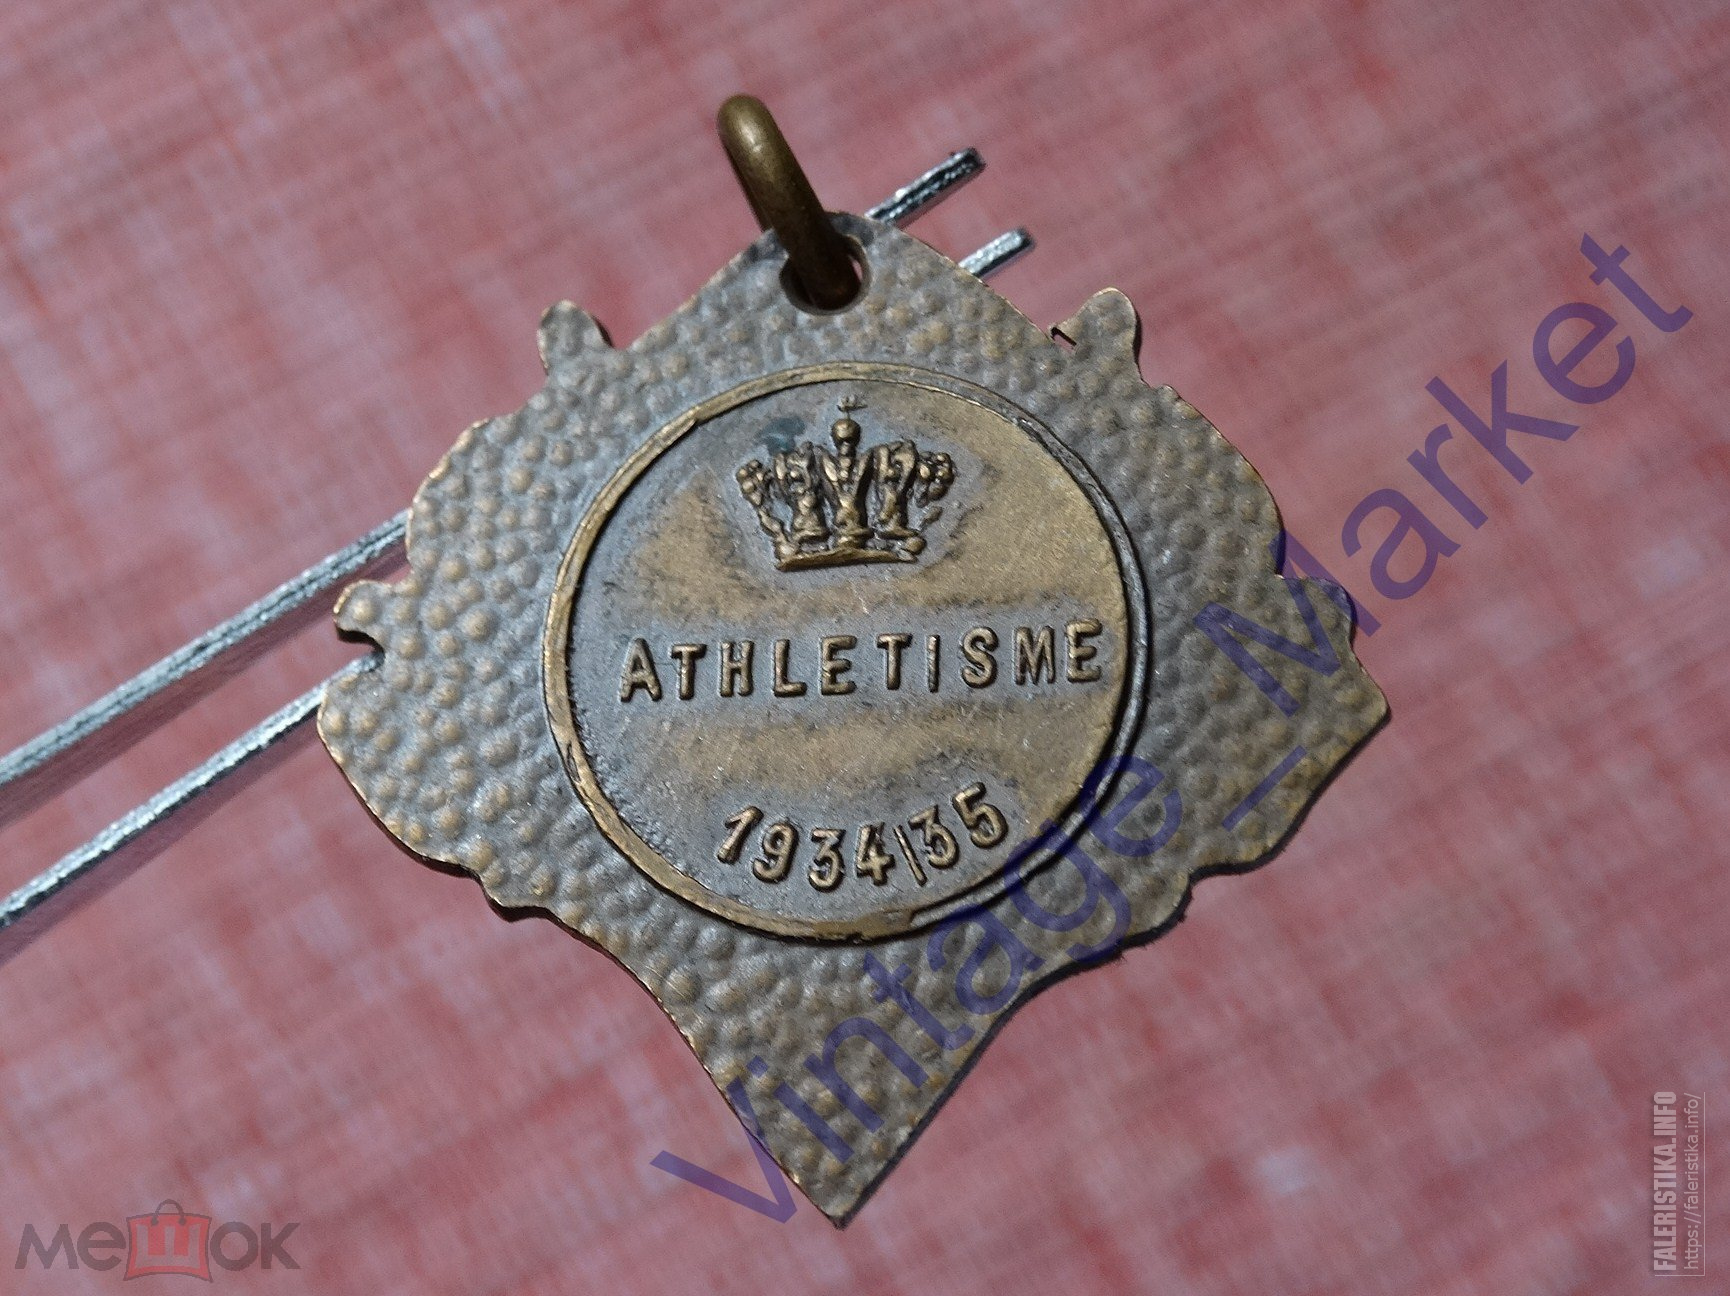 ATHLETISME
1934/35
Vintage_Market
мешок
FALERISTIKA.INFO
https://faleristika.info/